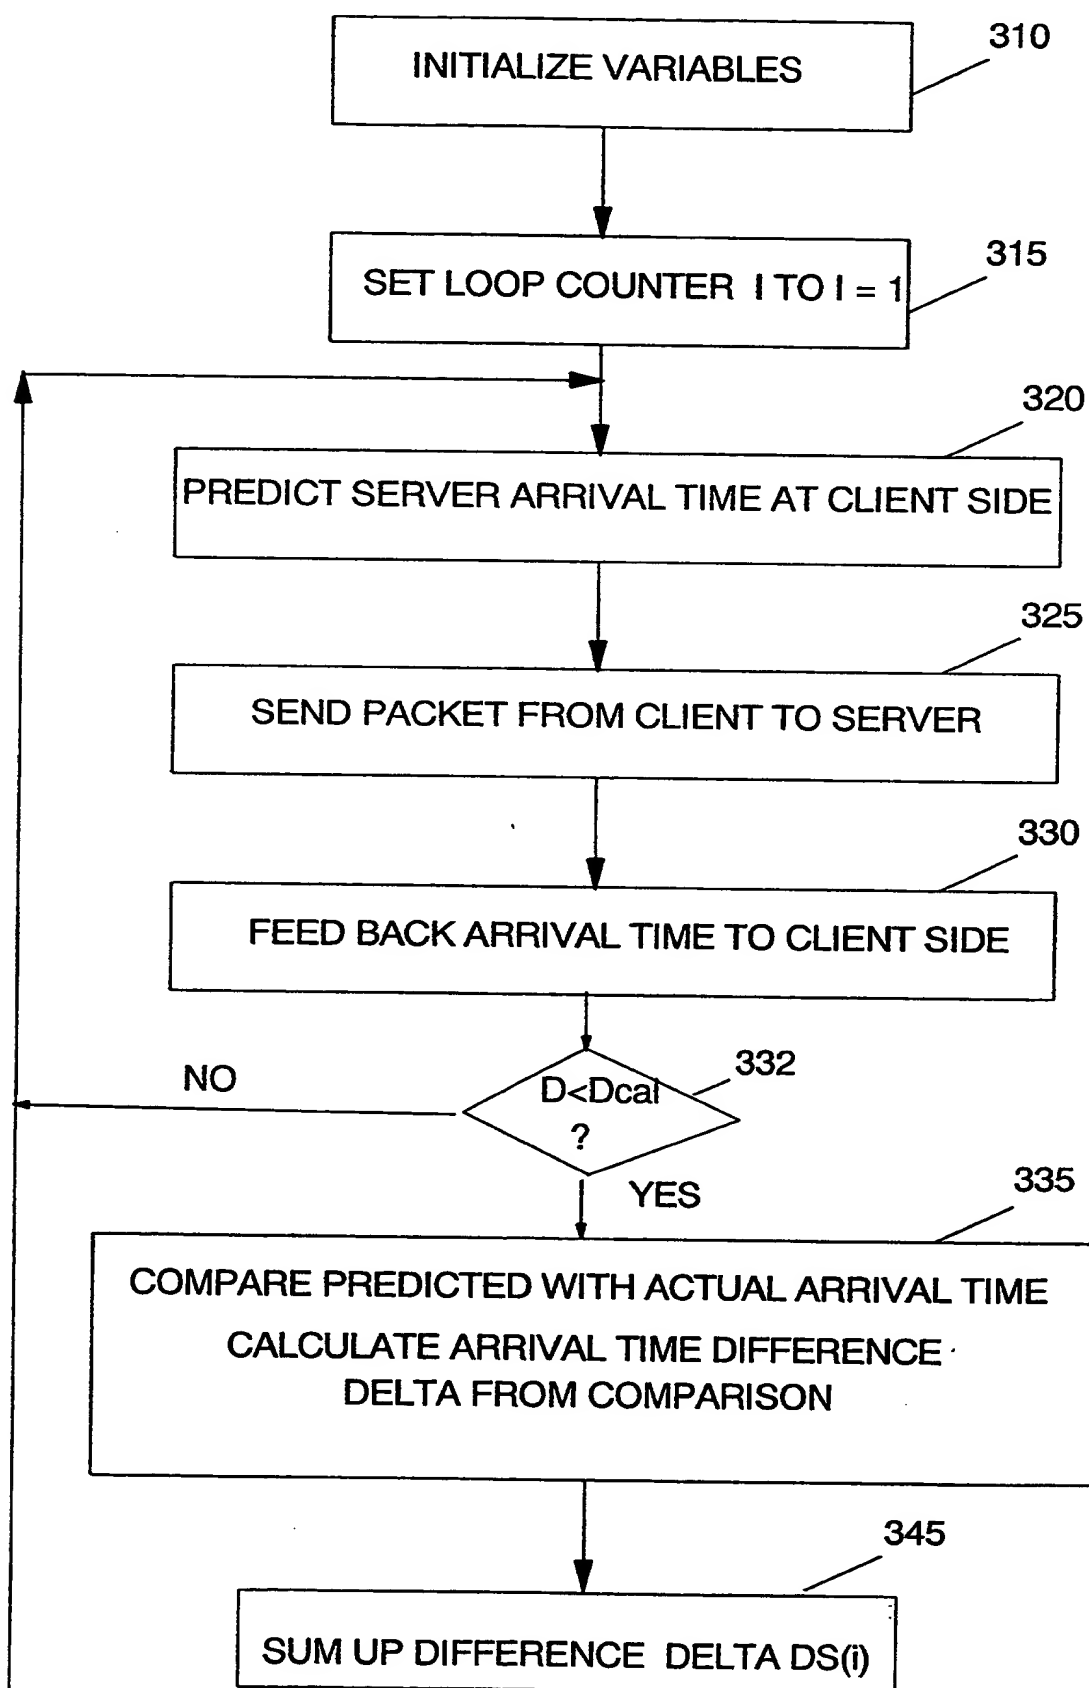 310
INITIALIZE VARIABLES
315
SET LOOP COUNTER I TO I = 1
320
PREDICT SERVER ARRIVAL TIME AT CLIENT SIDE
325
SEND PACKET FROM CLIENT TO SERVER
330
FEED BACK ARRIVAL TIME TO CLIENT SIDE
332
NO
D<Dcal
?
YES
335
COMPARE PREDICTED WITH ACTUAL ARRIVAL TIME
CALCULATE ARRIVAL TIME DIFFERENCE
DELTA FROM COMPARISON
345
SUM UP DIFFERENCE DELTA DS(i)